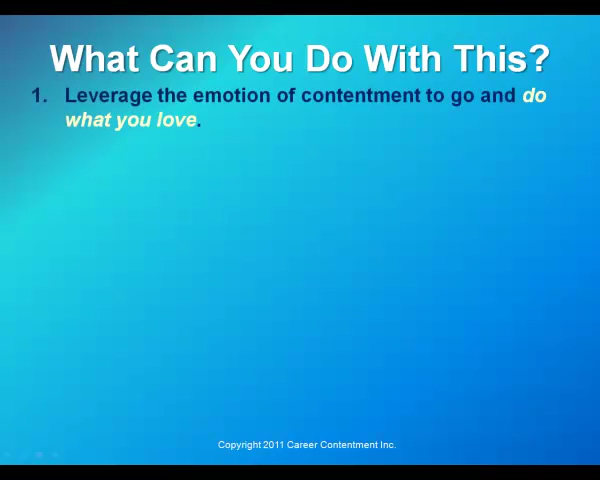 What Can You Do With This?
1. Leverage the emotion of contentment to go and do
what you love.
Copyright 2011 Career Contentment Inc.